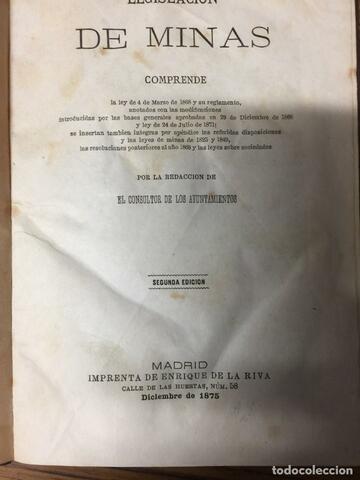 LEGISLACION
DE MINAS
COMPRENDE
la ley de 4 de Marzo de 1868 y su reglamento,
anotados con las modificaciones
introducidas por las bases generales aprobadas en 29 de Diciembre de 1868
y ley de 24 de Julio de 1871;
se insertan tambien íntegras por apéndice las referidas disposiciones
y las leyes de minas de 1825 y 1849,
las resoluciones posteriores al año 1868 y las leyes sobre sociedades
POR LA REDACCION DE
EL CONSULTOR DE LOS AYUNTAMIENTOS
SEGUNDA EDICION
MADRID
IMPRENTA DE ENRIQUE DE LA RIVA
CALLE DE LAS HUERTAS, NÚM. 58
Diciembre de 1875
todocoleccion